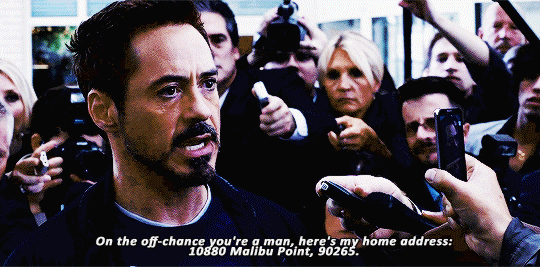 On the off-chance you're a man, here's my home address:
10880 Malibu Point, 90265.